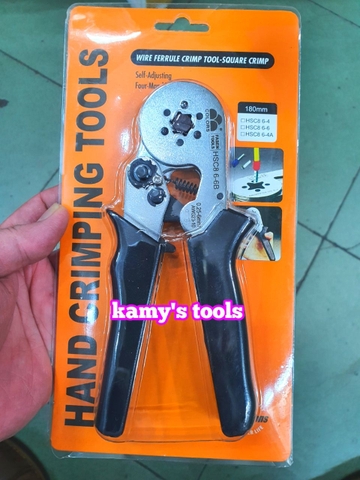 WIRE FERRULE CRIMP TOOL-SQUARE CRIMP
Self-Adjusting
HAND CRIMPING TOOLS
180mm
HSC8 6-4
HSC8 6-6
HSC8 6-4A
COLORS
HSC8 6-6B
kamy's tools